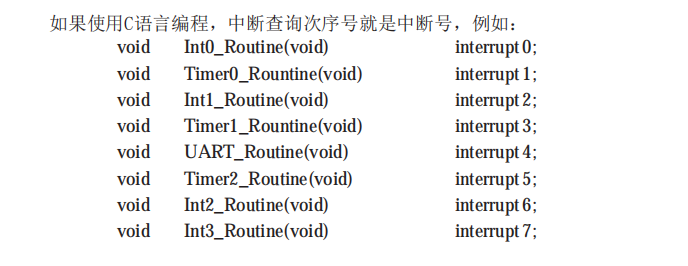 如果使用C语言编程，中断查询次序号就是中断号，例如：
void Int0_Routine(void) interrupt 0;
void Timer0_Rountine(void) interrupt 1;
void Int1_Routine(void) interrupt 2;
void Timer1_Rountine(void) interrupt 3;
void UART_Routine(void) interrupt 4;
void Timer2_Routine(void) interrupt 5;
void Int2_Routine(void) interrupt 6;
void Int3_Routine(void) interrupt 7;